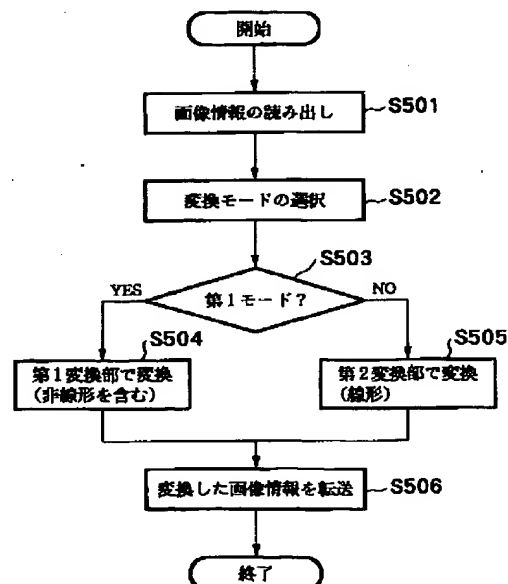 開始
画像情報の読み出し
S501
変換モードの選択
S502
S503
第1モード？
YES
NO
S504
第1変換部で変換
(非線形を含む)
S505
第2変換部で変換
(線形)
変換した画像情報を転送
S506
終了